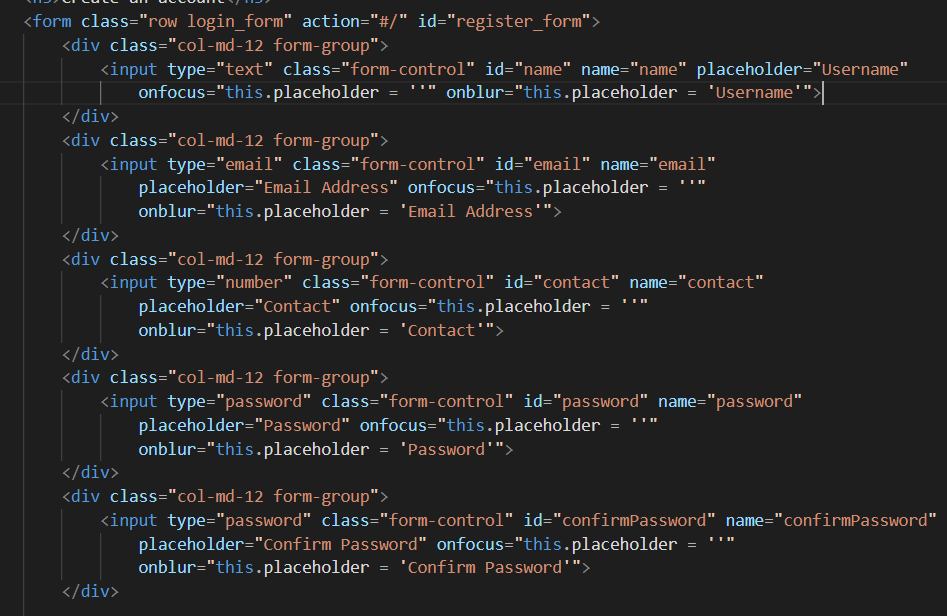 <form class="row login_form" action="#/" id="register_form">
<div class="col-md-12 form-group">
<input type="text" class="form-control" id="name" name="name" placeholder="Username"
onfocus="this.placeholder = ''" onblur="this.placeholder = 'Username'">
</div>
<div class="col-md-12 form-group">
<input type="email" class="form-control" id="email" name="email"
placeholder="Email Address" onfocus="this.placeholder = ''"
onblur="this.placeholder = 'Email Address'">
</div>
<div class="col-md-12 form-group">
<input type="number" class="form-control" id="contact" name="contact"
placeholder="Contact" onfocus="this.placeholder = ''"
onblur="this.placeholder = 'Contact'">
</div>
<div class="col-md-12 form-group">
<input type="password" class="form-control" id="password" name="password"
placeholder="Password" onfocus="this.placeholder = ''"
onblur="this.placeholder = 'Password'">
</div>
<div class="col-md-12 form-group">
<input type="password" class="form-control" id="confirmPassword" name="confirmPassword"
placeholder="Confirm Password" onfocus="this.placeholder = ''"
onblur="this.placeholder = 'Confirm Password'">
</div>